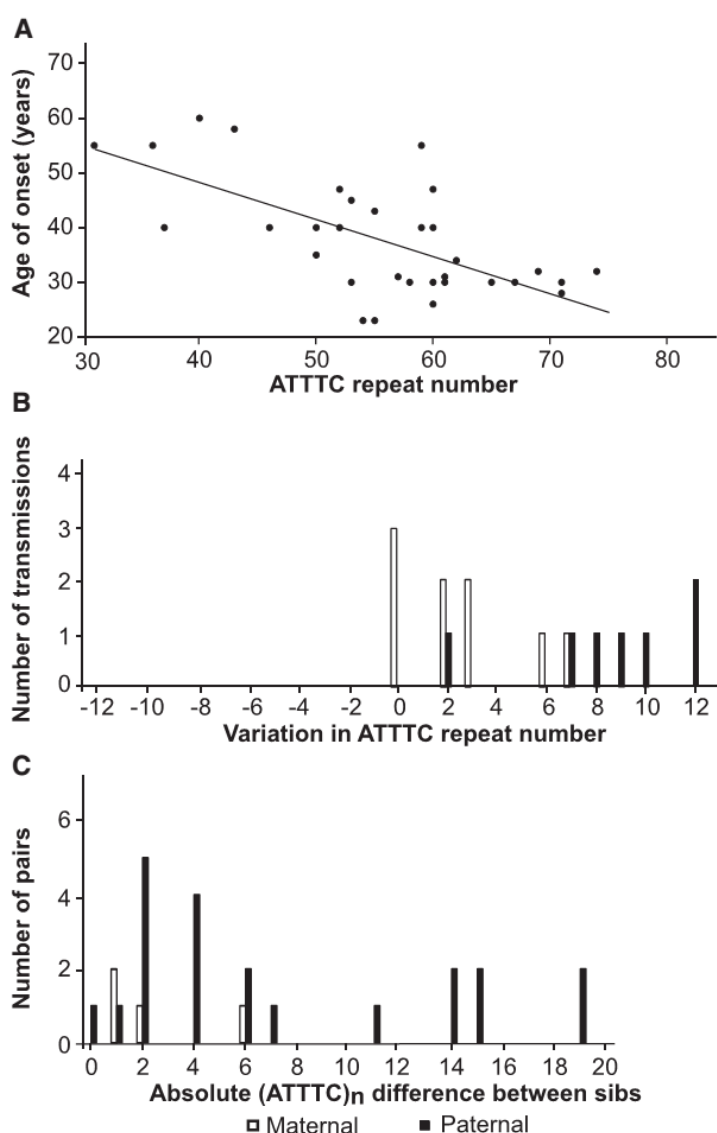 A
Age of onset (years)
70
60
50
40
30
20
30 40 50 60 70 80
ATTTC repeat number
B
Number of transmissions
4
3
2
1
0
-12 -10 -8 -6 -4 -2 0 2 4 6 8 10 12
Variation in ATTTC repeat number
C
Number of pairs
6
4
2
0
0 2 4 6 8 10 12 14 16 18 20
Absolute (ATTTC)n difference between sibs
Maternal Paternal